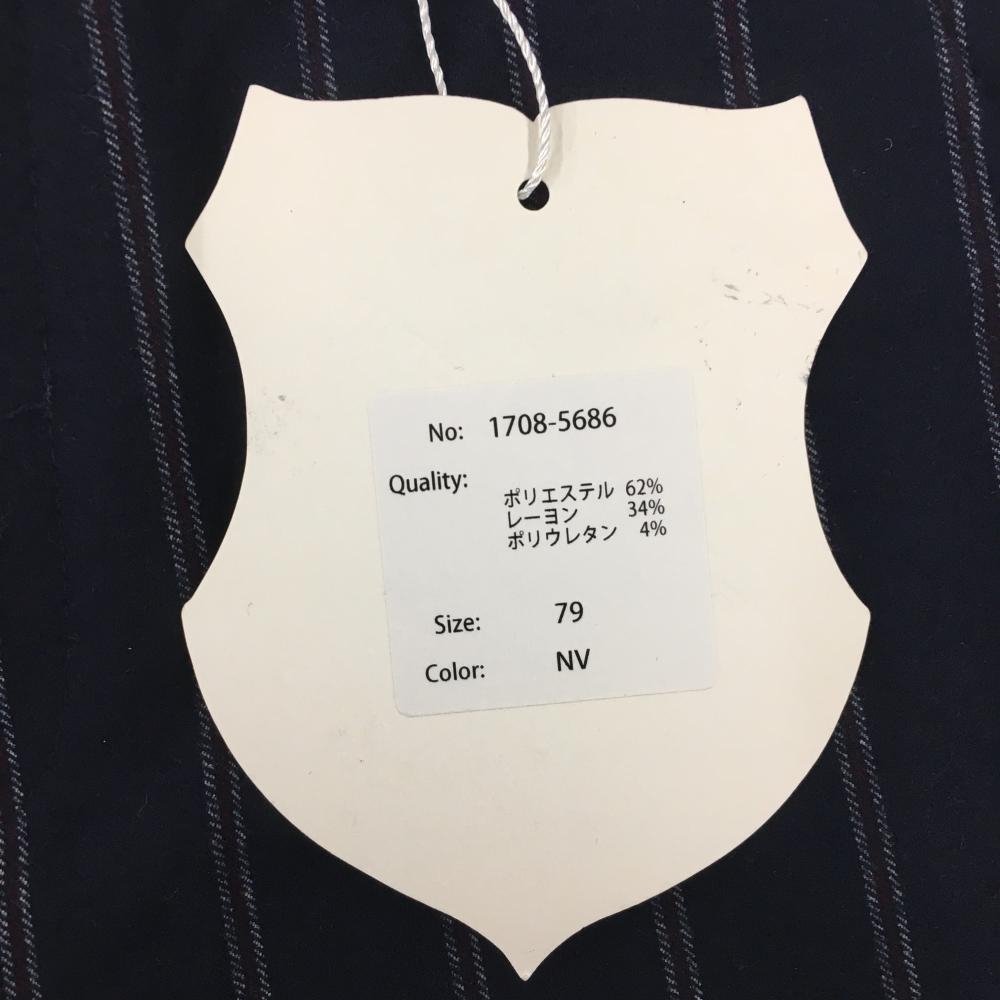 No: 1708-5686
Quality:
ポリエステル 62%
レーヨン 34%
ポリウレタン 4%
Size: 79
Color: NV